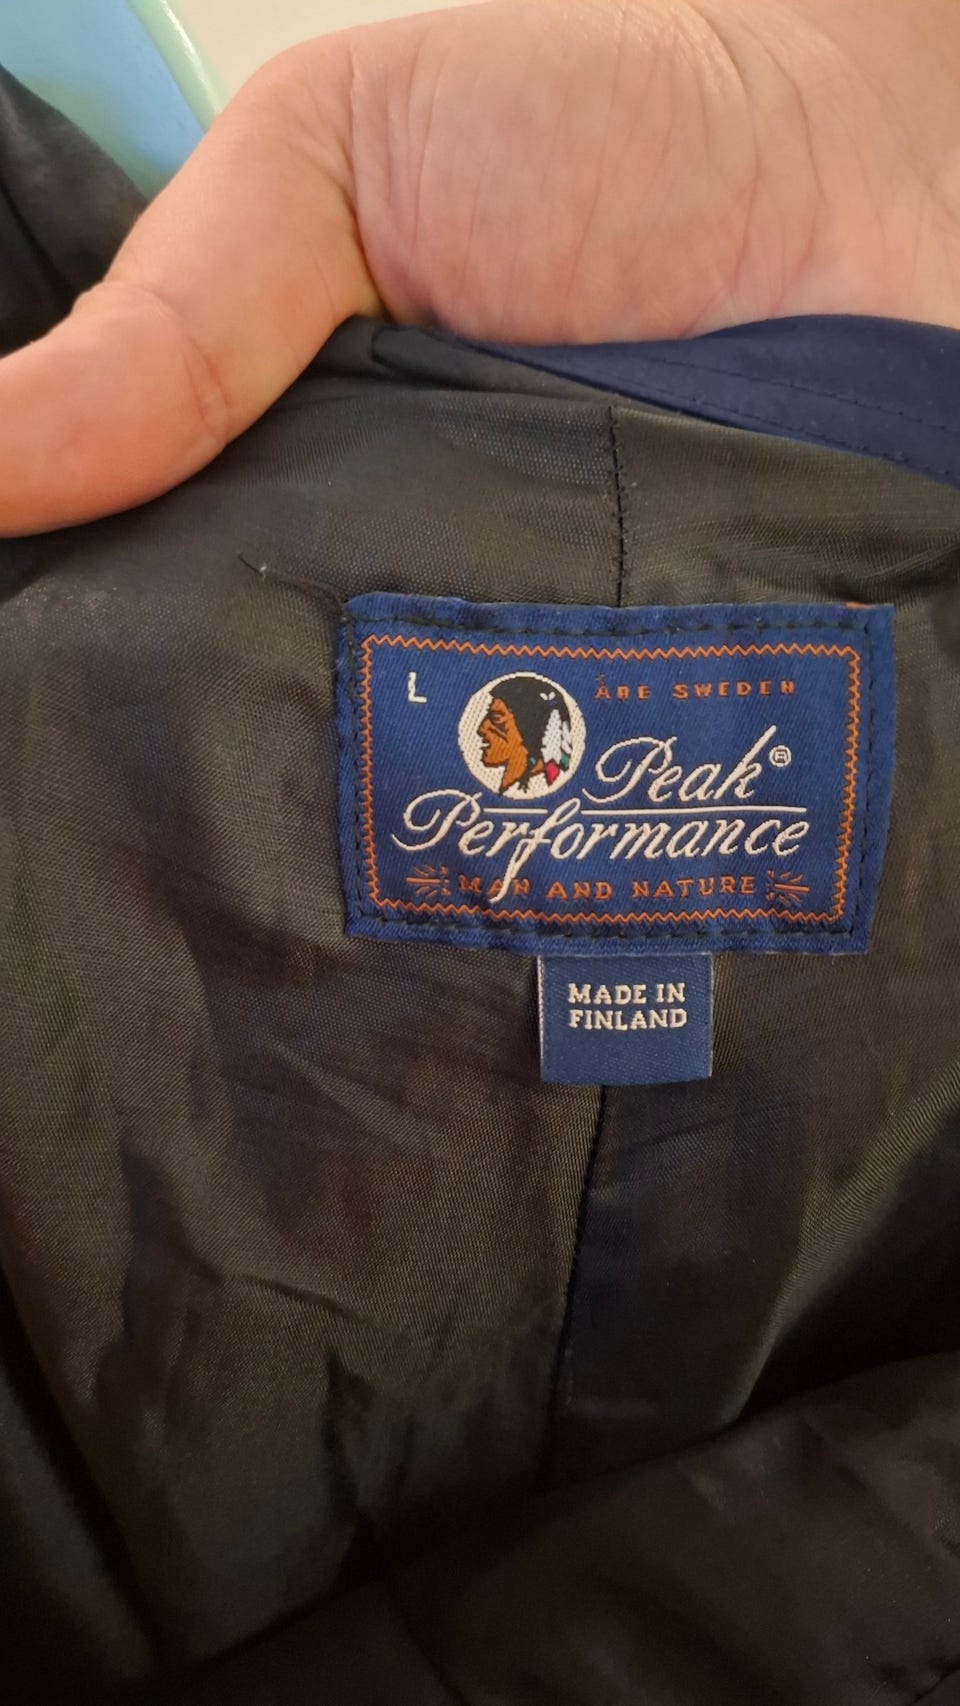 L
ÅRE SWEDEN
Peak®
Performance
MAN AND NATURE
MADE IN
FINLAND